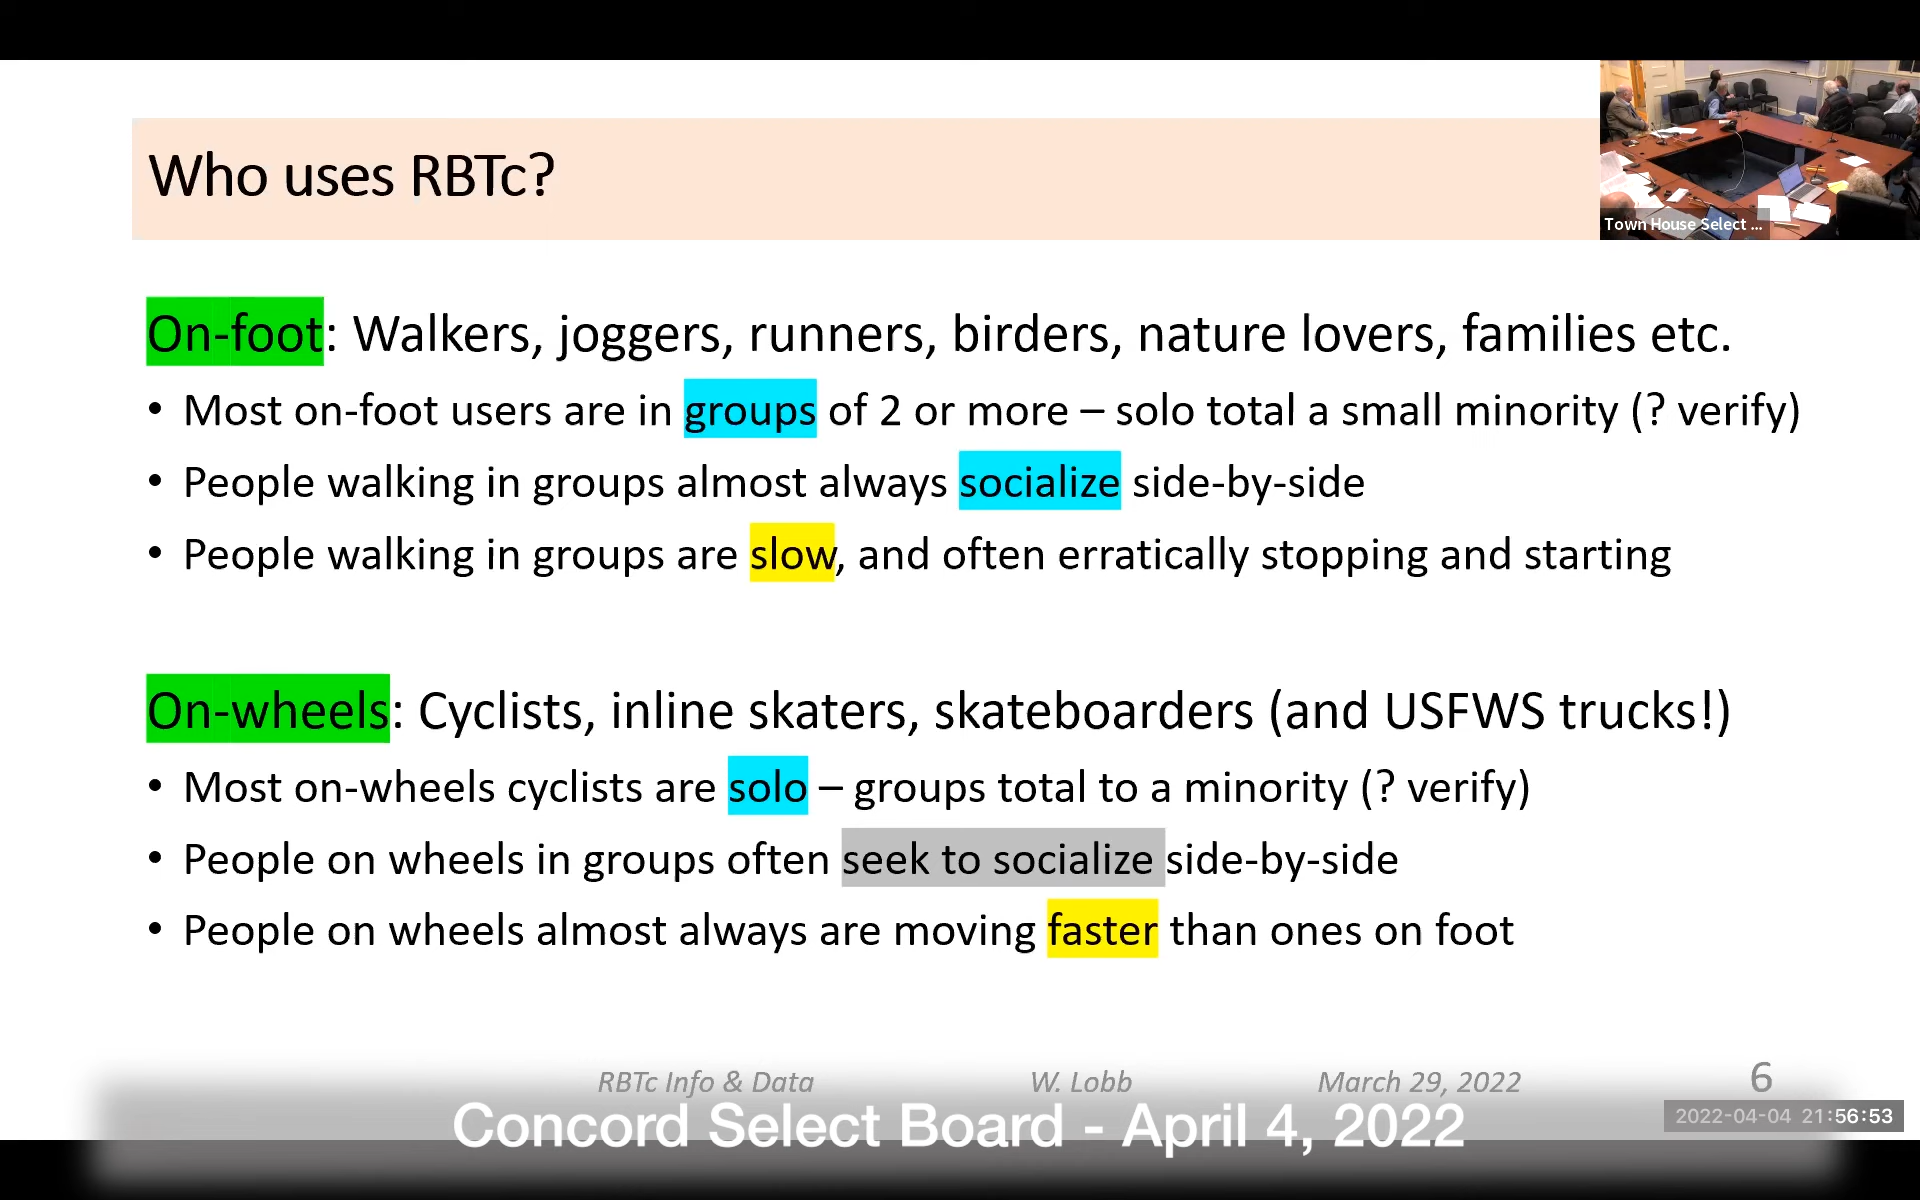 Who uses RBTc?
Town House Select ...
On-foot: Walkers, joggers, runners, birders, nature lovers, families etc.
• Most on-foot users are in groups of 2 or more – solo total a small minority (? verify)
• People walking in groups almost always socialize side-by-side
• People walking in groups are slow, and often erratically stopping and starting
On-wheels: Cyclists, inline skaters, skateboarders (and USFWS trucks!)
• Most on-wheels cyclists are solo – groups total to a minority (? verify)
• People on wheels in groups often seek to socialize side-by-side
• People on wheels almost always are moving faster than ones on foot
RBTc Info & Data W. Lobb March 29, 2022 6
Concord Select Board - April 4, 2022
2022-04-04 21:56:53